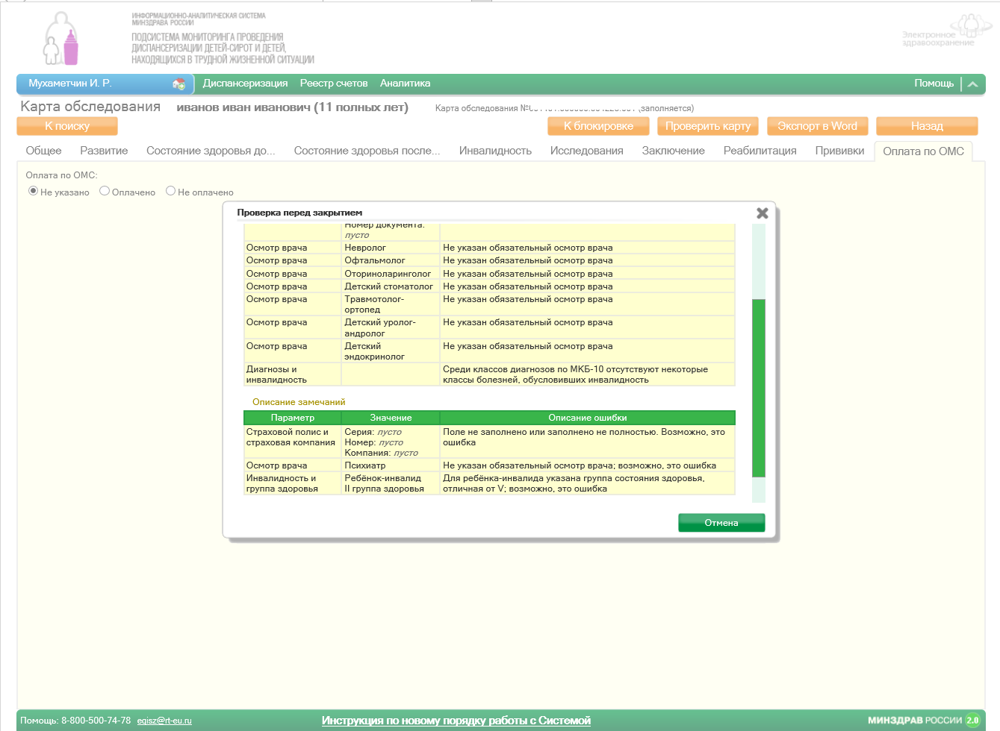 ИНФОРМАЦИОННО-АНАЛИТИЧЕСКАЯ СИСТЕМА
МИНЗДРАВА РОССИИ
ПОДСИСТЕМА МОНИТОРИНГА ПРОВЕДЕНИЯ
ДИСПАНСЕРИЗАЦИИ ДЕТЕЙ-СИРОТ И ДЕТЕЙ,
НАХОДЯЩИХСЯ В ТРУДНОЙ ЖИЗНЕННОЙ СИТУАЦИИ
Электронное
здравоохранение
Мухаметчин И. Р. Диспансеризация Реестр счетов Аналитика Помощь
Карта обследования иванов иван иванович (11 полных лет) Карта обследования (заполняется)
К поиску К блокировке Проверить карту Экспорт в Word Назад
Общее Развитие Состояние здоровья до... Состояние здоровья после... Инвалидность Исследования Заключение Реабилитация Прививки Оплата по ОМС
Оплата по ОМС:
Не указано Оплачено Не оплачено
Проверка перед закрытием
Номер документа:
пусто
Осмотр врача Невролог Не указан обязательный осмотр врача
Осмотр врача Офтальмолог Не указан обязательный осмотр врача
Осмотр врача Оториноларинголог Не указан обязательный осмотр врача
Осмотр врача Детский стоматолог Не указан обязательный осмотр врача
Осмотр врача Травмотолог- Не указан обязательный осмотр врача
ортопед
Осмотр врача Детский уролог- Не указан обязательный осмотр врача
андролог
Осмотр врача Детский Не указан обязательный осмотр врача
эндокринолог
Диагнозы и Среди классов диагнозов по МКБ-10 отсутствуют некоторые
инвалидность классы болезней, обусловивших инвалидность
Описание замечаний
Параметр Значение Описание ошибки
Страховой полис и Серия: пусто Поле не заполнено или заполнено не полностью. Возможно, это
страховая компания Номер: пусто ошибка
Компания: пусто
Осмотр врача Психиатр Не указан обязательный осмотр врача; возможно, это ошибка
Инвалидность и Ребёнок-инвалид Для ребёнка-инвалида указана группа состояния здоровья,
группа здоровья II группа здоровья отличная от V; возможно, это ошибка
Отмена
Помощь: 8-800-500-74-78 egisz@rt-eu.ru Инструкция по новому порядку работы с Системой МИНЗДРАВ РОССИИ 2.0